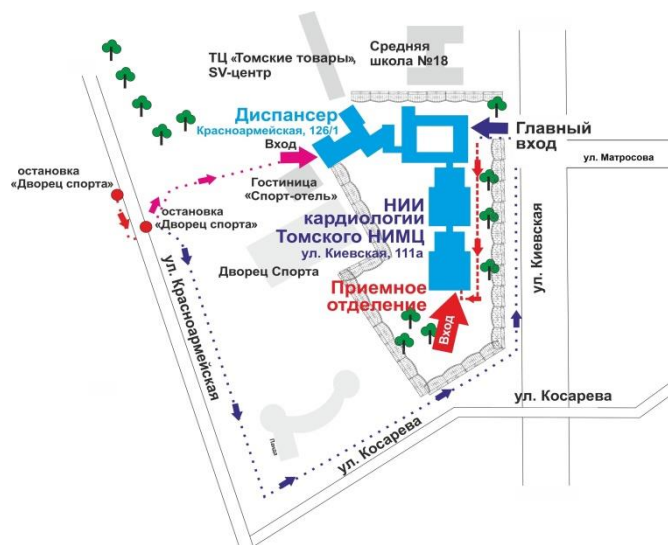 ТЦ «Томские товары»,
SV-центр
Средняя
школа №18
Диспансер
Красноармейская, 126/1
Вход
Главный
вход
ул. Матросова
остановка
«Дворец спорта»
остановка
«Дворец спорта»
Гостиница
«Спорт-отель»
НИИ
кардиологии
Томского НИМЦ
ул. Киевская, 111а
Дворец Спорта
Приемное
отделение
Вход
ул. Киевская
ул. Красноармейская
ул. Косарева
ул. Косарева